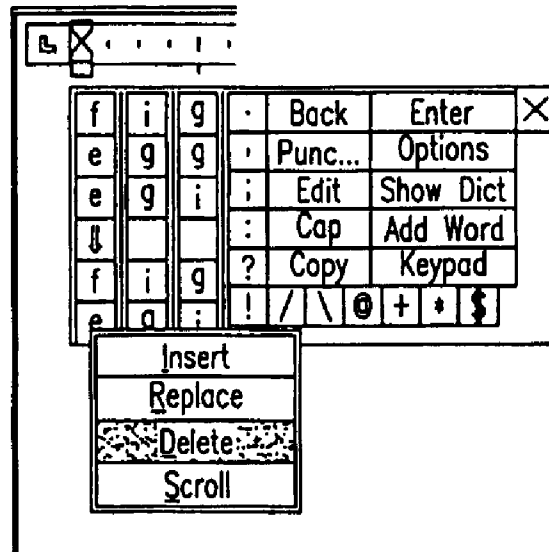 f i g . Back Enter X
e g g ' Punc... Options
e g i ; Edit Show Dict
⇓ : Cap Add Word
f i g ? Copy Keypad
e g i ! / \ @ + * $
Insert
Replace
Delete
Scroll